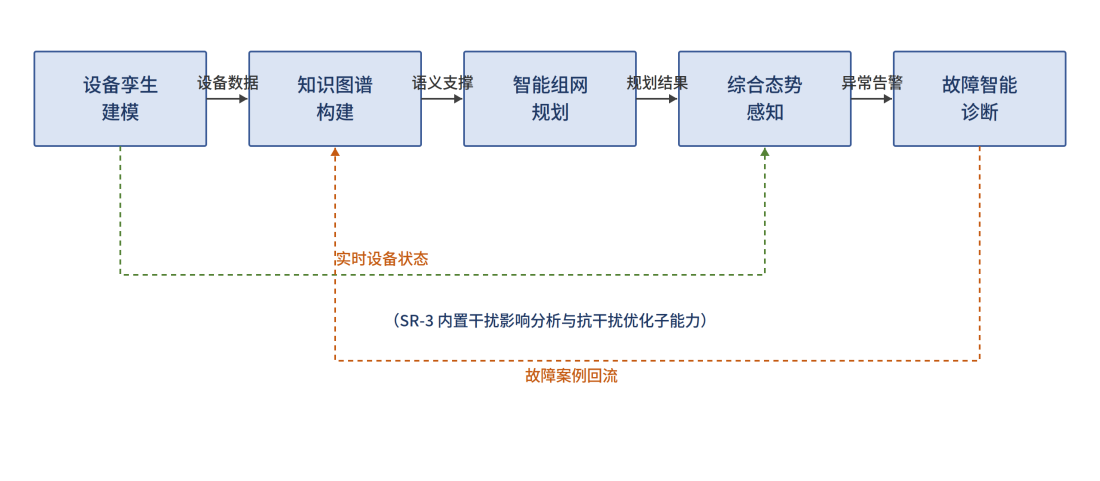 设备孪生
建模
设备数据
知识图谱
构建
语义支撑
智能组网
规划
规划结果
综合态势
感知
异常告警
故障智能
诊断
实时设备状态
（SR-3 内置干扰影响分析与抗干扰优化子能力）
故障案例回流